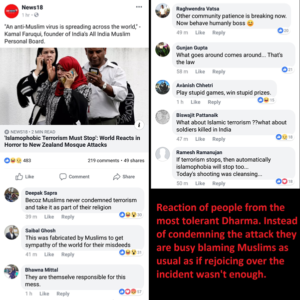 News18
1 hr
"An anti-Muslim virus is spreading across the world," -
Kamal Faruqui, founder of India's All India Muslim
Personal Board.
NEWS18 • 2 MIN READ
'Islamophobic Terrorism Must Stop': World Reacts in
Horror to New Zealand Mosque Attacks
483
219 comments • 49 shares
Like
Comment
Share
Deepak Sapra
Becoz Muslims never condemned terrorism
and take it as part of their religion
39 m Like Reply
Saibal Ghosh
This was fabricated by Muslims to get
sympathy of the world for their misdeeds
41 m Like Reply
Bhawna Mittal
They are themselve responsible for this
mess.
1 h Like Reply
Raghvendra Vatsa
Other community patience is breaking now.
Now behave humanly boss
49 m Like Reply
Gunjan Gupta
What goes around comes around... That's
the law
58 m Like Reply
Avanish Chhetri
Play stupid games, win stupid prizes.
1 h Like Reply
Biswajit Pattanaik
What about Islamic terrorism ??what about
soldiers killed in India
47 m Like Reply
Ramesh Ramanujan
If terrorism stops, then automatically
islamophobia will stop too...
Today's shooting was cleansing...
50 m Like Reply
Reaction of people from the
most tolerant Dharma. Instead
of condemning the attack they
are busy blaming Muslims as
usual as if rejoicing over the
incident wasn't enough.